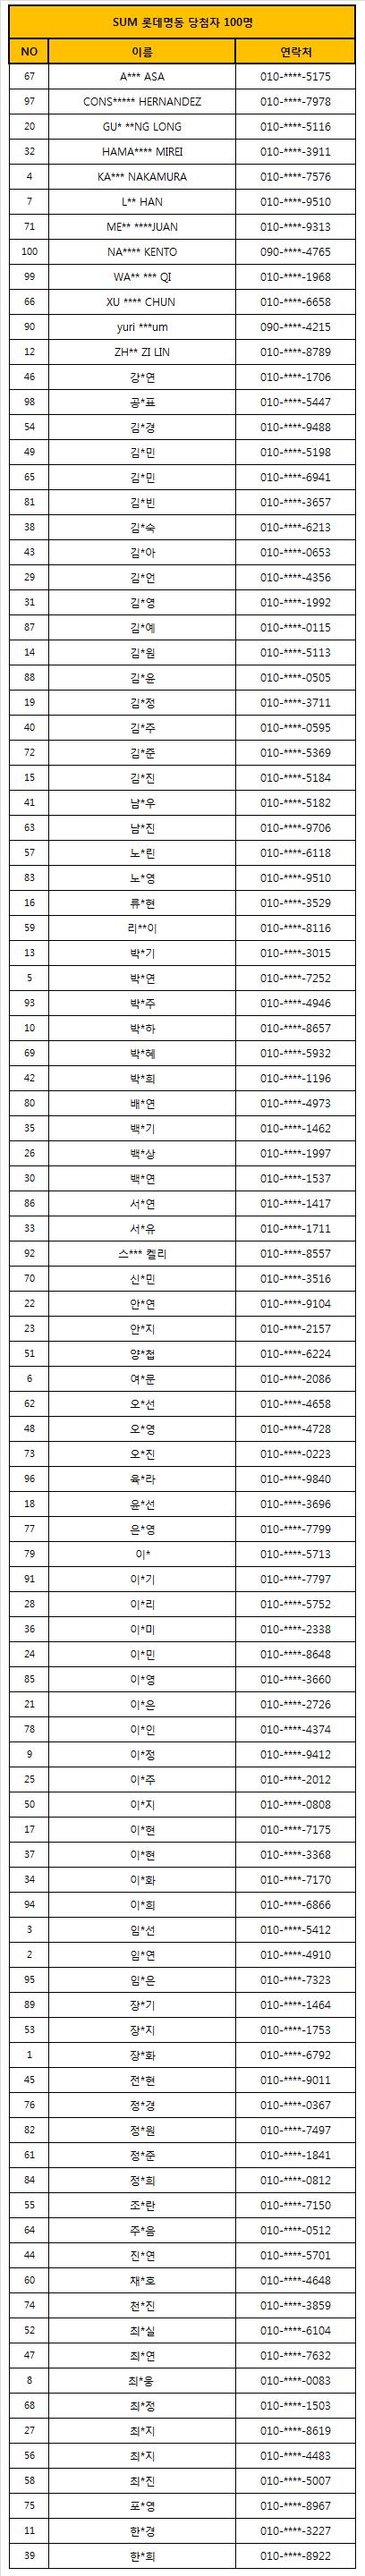 SUM 롯데명동 당첨자 100명
NO 이름 연락처
67 A*** ASA 010-****-5175
97 CONS***** HERNANDEZ 010-****-7978
20 GU* **NG LONG 010-****-5116
32 HAMA**** MIREI 010-****-3911
4 KA*** NAKAMURA 010-****-7576
7 L** HAN 010-****-9510
71 ME** ****JUAN 010-****-9313
100 NA**** KENTO 090-****-4765
99 WA** *** QI 010-****-1968
66 XU **** CHUN 010-****-6658
90 yuri ***um 090-****-4215
12 ZH** ZI LIN 010-****-8789
46 강*연 010-****-1706
98 공*표 010-****-5447
54 김*경 010-****-9488
49 김*민 010-****-5198
65 김*민 010-****-6941
81 김*빈 010-****-3657
38 김*숙 010-****-6213
43 김*아 010-****-0653
29 김*언 010-****-4356
31 김*영 010-****-1992
87 김*예 010-****-0115
14 김*원 010-****-5113
88 김*윤 010-****-0505
19 김*정 010-****-3711
40 김*주 010-****-0595
72 김*준 010-****-5369
15 김*진 010-****-5184
41 남*우 010-****-5182
63 남*진 010-****-9706
57 노*린 010-****-6118
83 노*영 010-****-9510
16 류*현 010-****-3529
59 리**이 010-****-8116
13 박*기 010-****-3015
5 박*연 010-****-7252
93 박*주 010-****-4946
10 박*하 010-****-8657
69 박*혜 010-****-5932
42 박*희 010-****-1196
80 배*연 010-****-4973
35 백*기 010-****-1462
26 백*상 010-****-1997
30 백*연 010-****-1537
86 서*연 010-****-1417
33 서*유 010-****-1711
92 스*** 켈리 010-****-8557
70 신*민 010-****-3516
22 안*연 010-****-9104
23 안*지 010-****-2157
51 양*첩 010-****-6224
6 여*문 010-****-2086
62 오*선 010-****-4658
48 오*영 010-****-4728
73 오*진 010-****-0223
96 육*라 010-****-9840
18 윤*선 010-****-3696
77 은*영 010-****-7799
79 이* 010-****-5713
91 이*기 010-****-7797
28 이*리 010-****-5752
36 이*미 010-****-2338
24 이*민 010-****-8648
85 이*영 010-****-3660
21 이*은 010-****-2726
78 이*인 010-****-4374
9 이*정 010-****-9412
25 이*주 010-****-2012
50 이*지 010-****-0808
17 이*현 010-****-7175
37 이*현 010-****-3368
34 이*화 010-****-7170
94 이*희 010-****-6866
3 임*선 010-****-5412
2 임*연 010-****-4910
95 임*은 010-****-7323
89 장*기 010-****-1464
53 장*지 010-****-1753
1 장*화 010-****-6792
45 전*현 010-****-9011
76 정*경 010-****-0367
82 정*원 010-****-7497
61 정*준 010-****-1841
84 정*희 010-****-0812
55 조*란 010-****-7150
64 주*음 010-****-0512
44 진*연 010-****-5701
60 채*호 010-****-4648
74 천*진 010-****-3859
52 최*실 010-****-6104
47 최*연 010-****-7632
8 최*웅 010-****-0083
68 최*정 010-****-1503
27 최*지 010-****-8619
56 최*지 010-****-4483
58 최*진 010-****-5007
75 포*영 010-****-8967
11 한*경 010-****-3227
39 한*희 010-****-8922